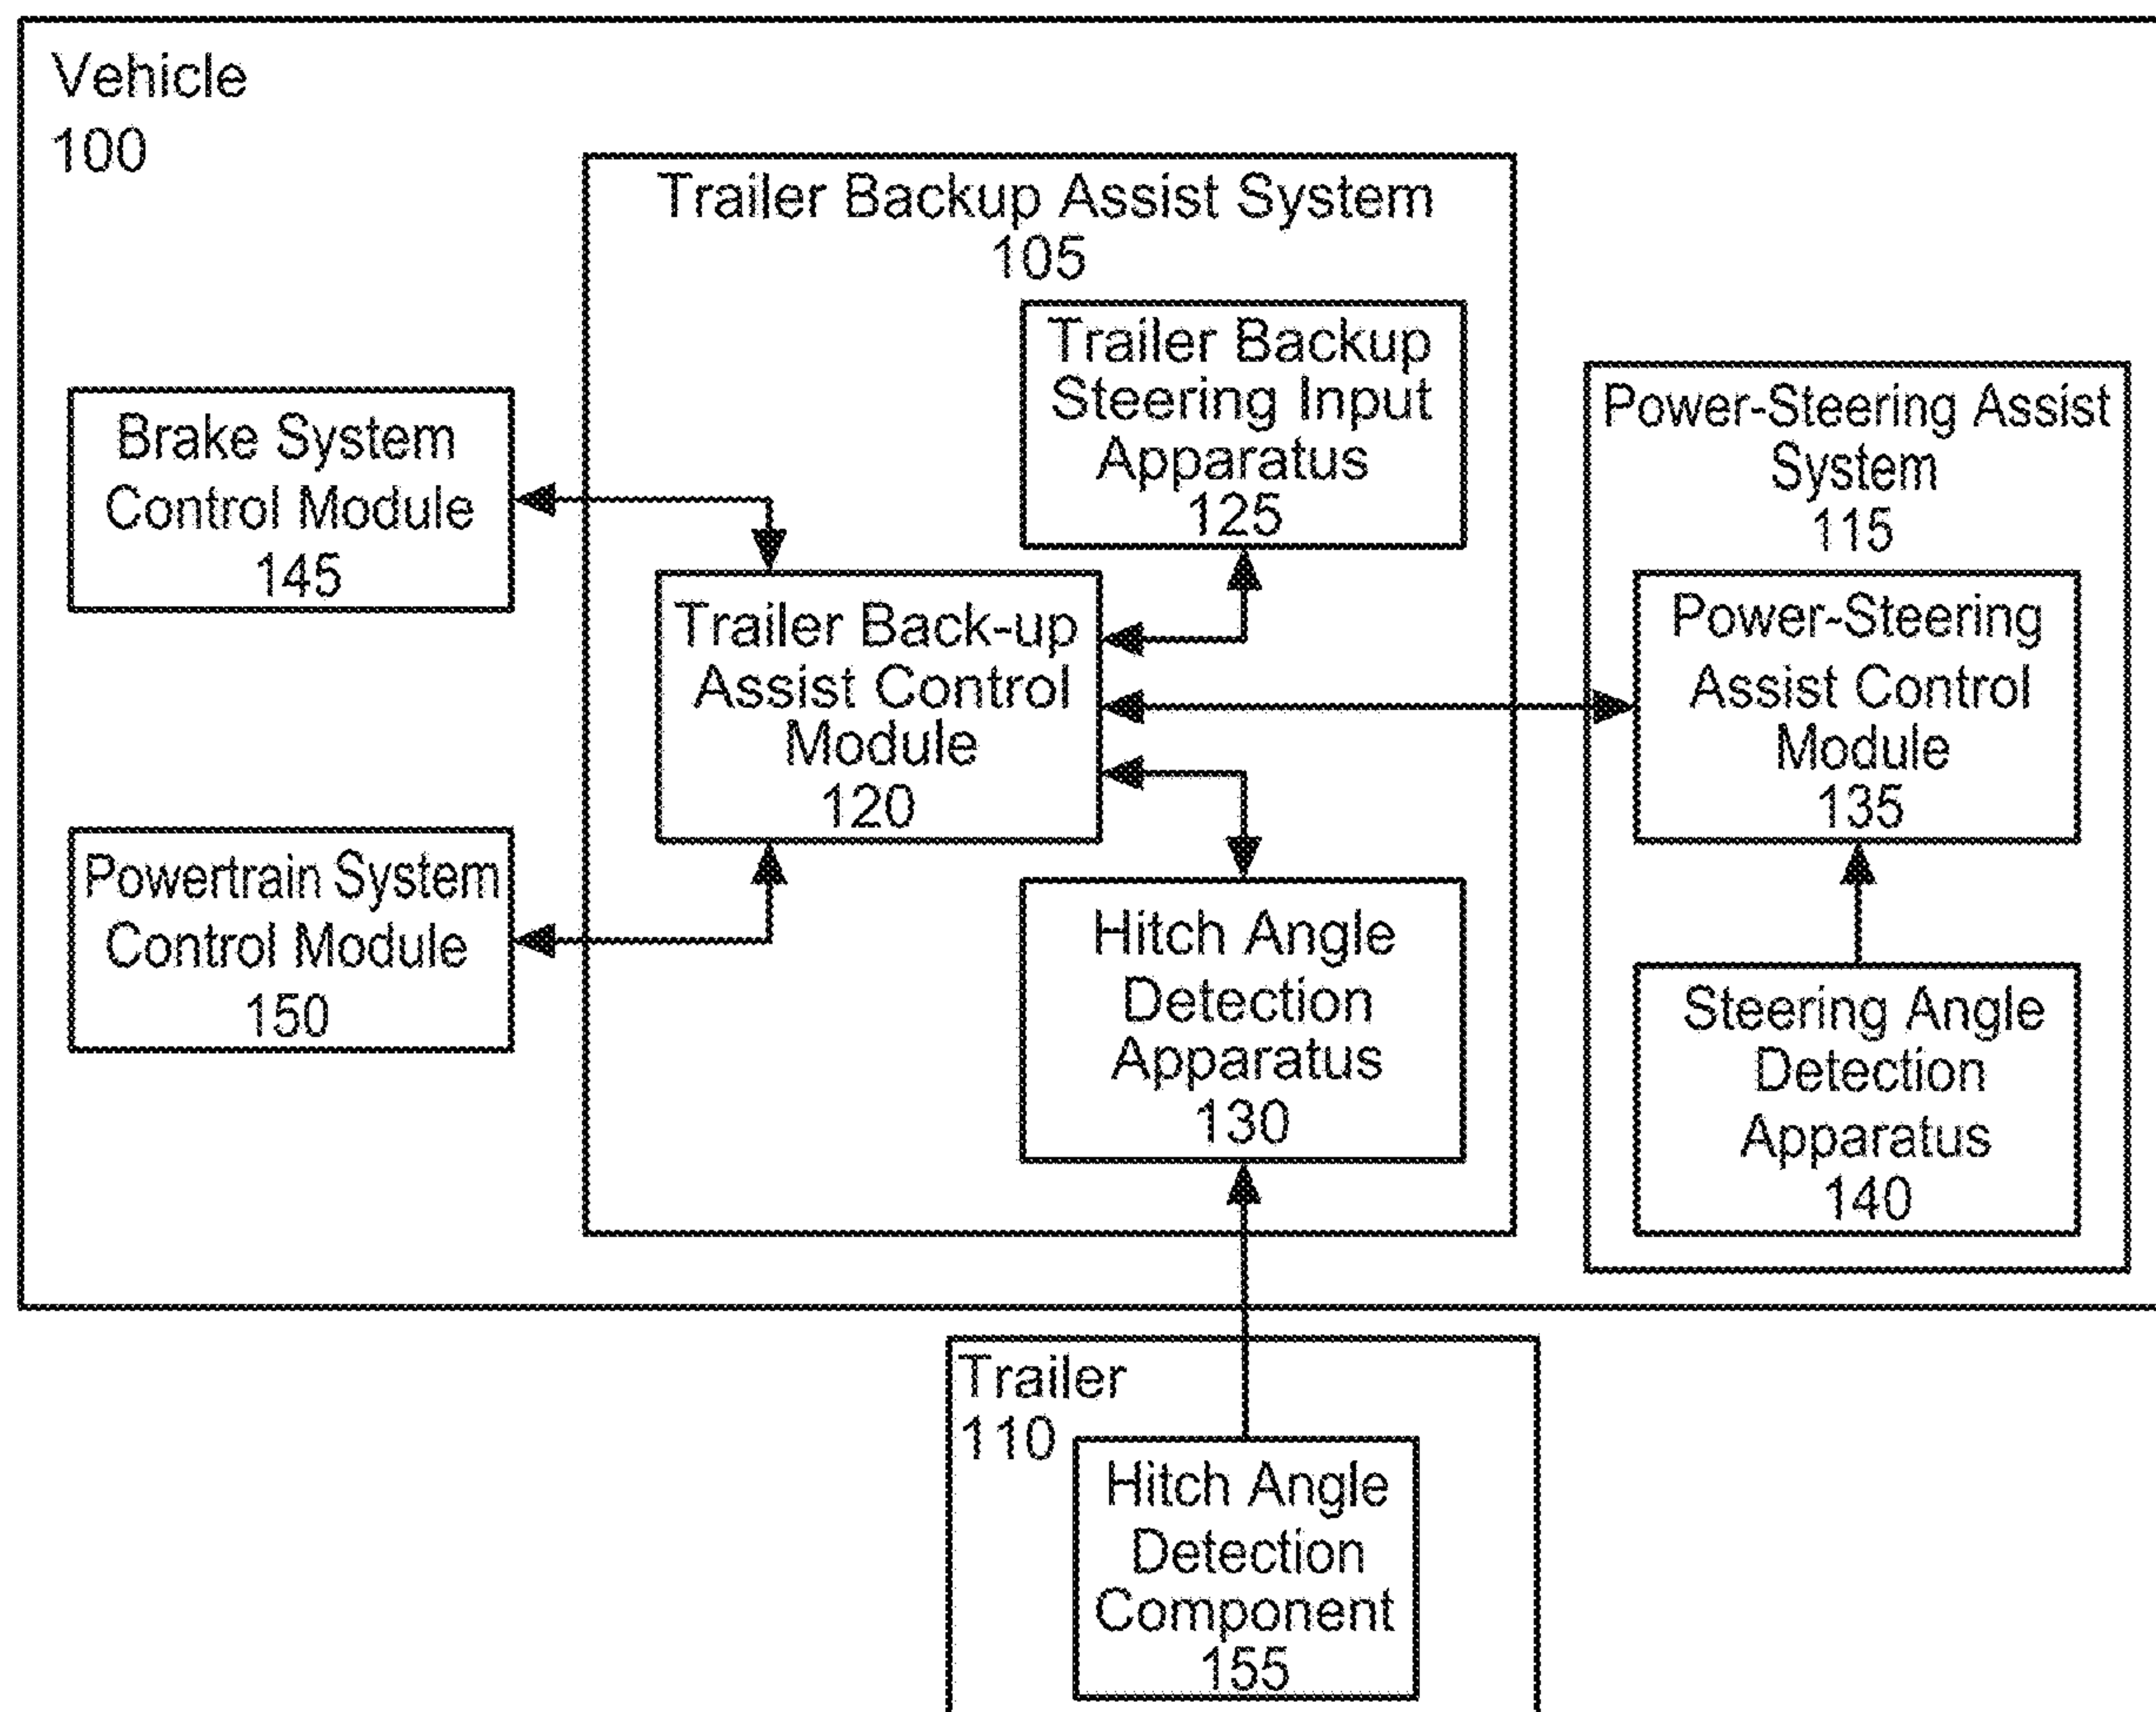 Vehicle
100
Trailer Backup Assist System
105
Trailer Backup
Steering Input
Apparatus
125
Brake System
Control Module
145
Power-Steering Assist
System
115
Trailer Back-up
Assist Control
Module
120
Power-Steering
Assist Control
Module
135
Powertrain System
Control Module
150
Hitch Angle
Detection
Apparatus
130
Steering Angle
Detection
Apparatus
140
Trailer
110
Hitch Angle
Detection
Component
155